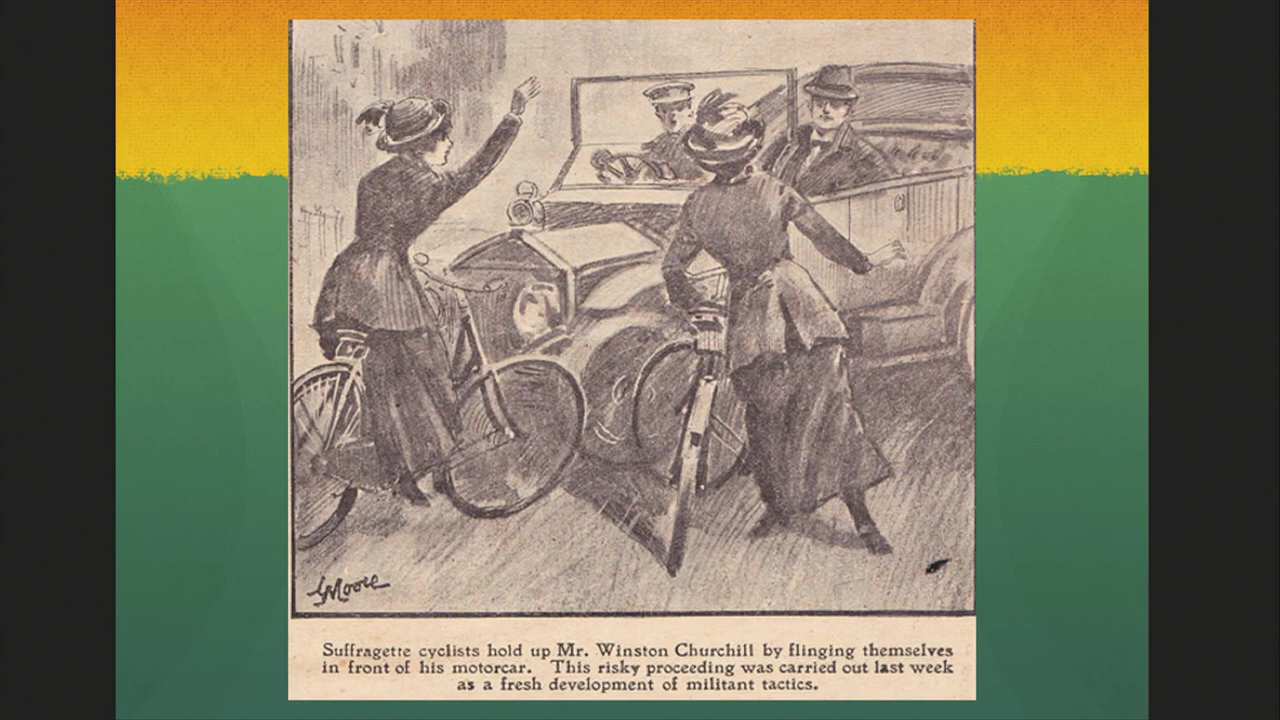 GMoore
Suffragette cyclists hold up Mr. Winston Churchill by flinging themselves
in front of his motorcar. This risky proceeding was carried out last week
as a fresh development of militant tactics.